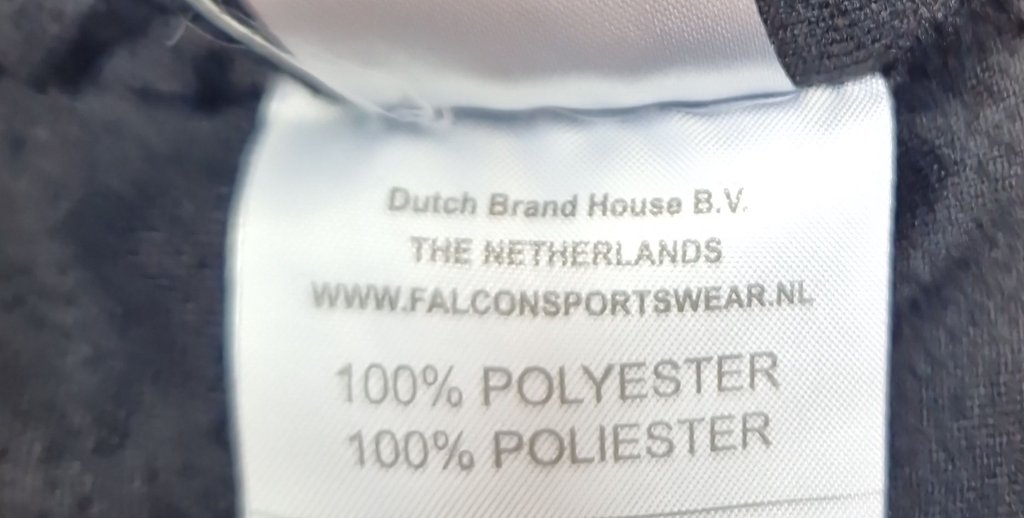 Dutch Brand House B.V.
THE NETHERLANDS
WWW.FALCONSPORTSWEAR.NL
100% POLYESTER
100% POLIESTER